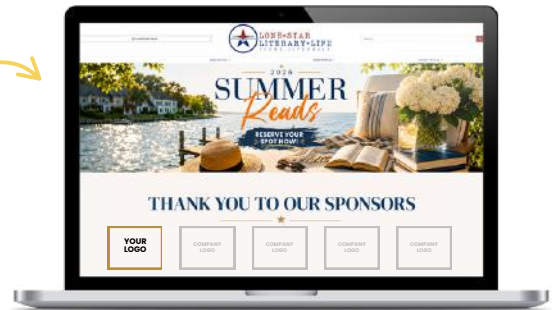 LONE★STAR
LITERARY★LIFE
2026
SUMMER
Reads
RESERVE YOUR
SPOT NOW!
THANK YOU TO OUR SPONSORS
YOUR
LOGO
COMPANY
LOGO
COMPANY
LOGO
COMPANY
LOGO
COMPANY
LOGO